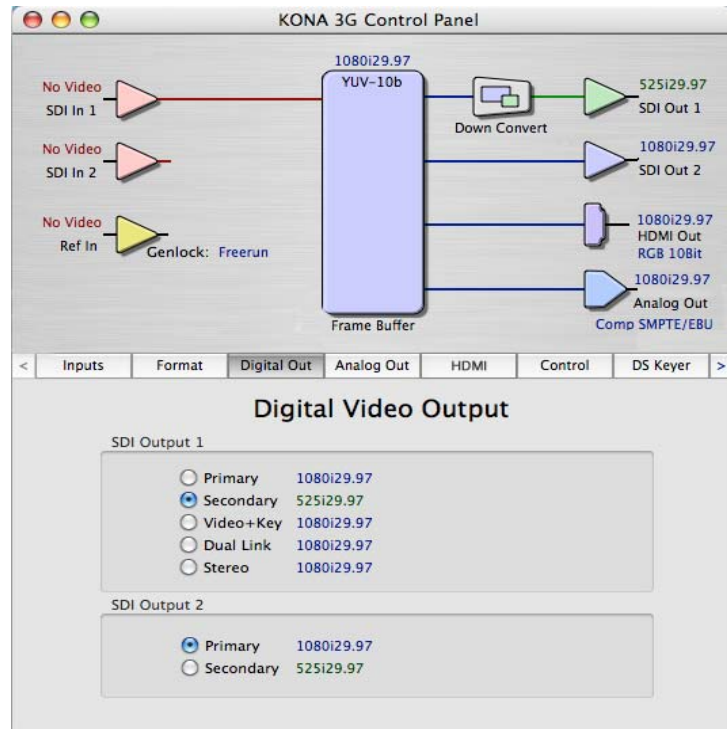 KONA 3G Control Panel
1080i29.97
YUV-10b
No Video
SDI In 1
No Video
SDI In 2
No Video
Ref In
Genlock: Freerun
Frame Buffer
Down Convert
525i29.97
SDI Out 1
1080i29.97
SDI Out 2
1080i29.97
HDMI Out
RGB 10Bit
1080i29.97
Analog Out
Comp SMPTE/EBU
< Inputs Format Digital Out Analog Out HDMI Control DS Keyer >
Digital Video Output
SDI Output 1
Primary 1080i29.97
Secondary 525i29.97
Video+Key 1080i29.97
Dual Link 1080i29.97
Stereo 1080i29.97
SDI Output 2
Primary 1080i29.97
Secondary 525i29.97